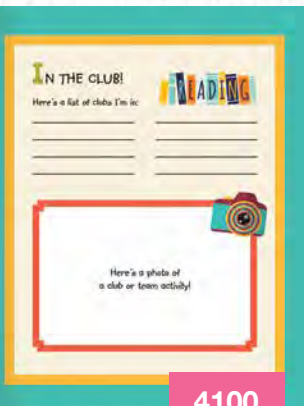 IN THE CLUB!
Here's a list of clubs I'm in:
READING
Here's a photo of
a club or team activity!
4100